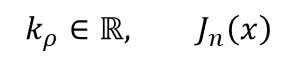 k_ρ ∈ ℝ, J_n(x)